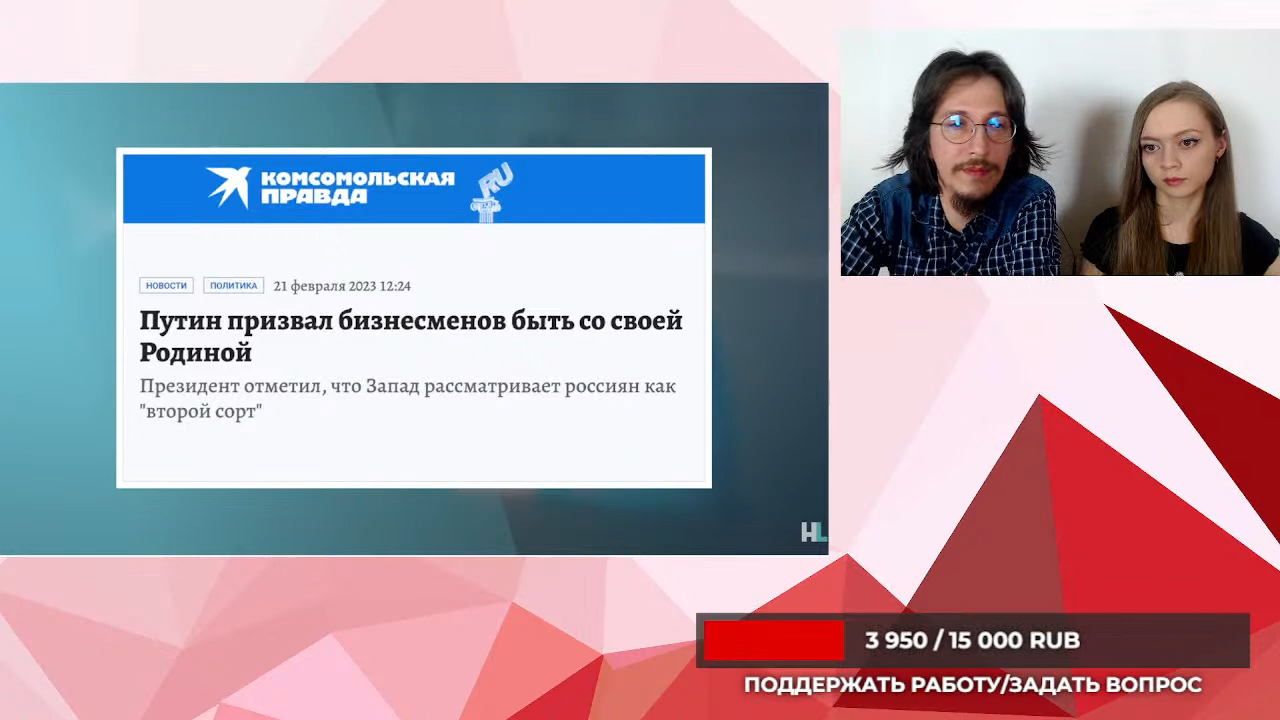 КОМСОМОЛЬСКАЯ
ПРАВДА
RU
НОВОСТИ ПОЛИТИКА 21 февраля 2023 12:24
Путин призвал бизнесменов быть со своей
Родиной
Президент отметил, что Запад рассматривает россиян как
"второй сорт"
HL
3 950 / 15 000 RUB
ПОДДЕРЖАТЬ РАБОТУ/ЗАДАТЬ ВОПРОС